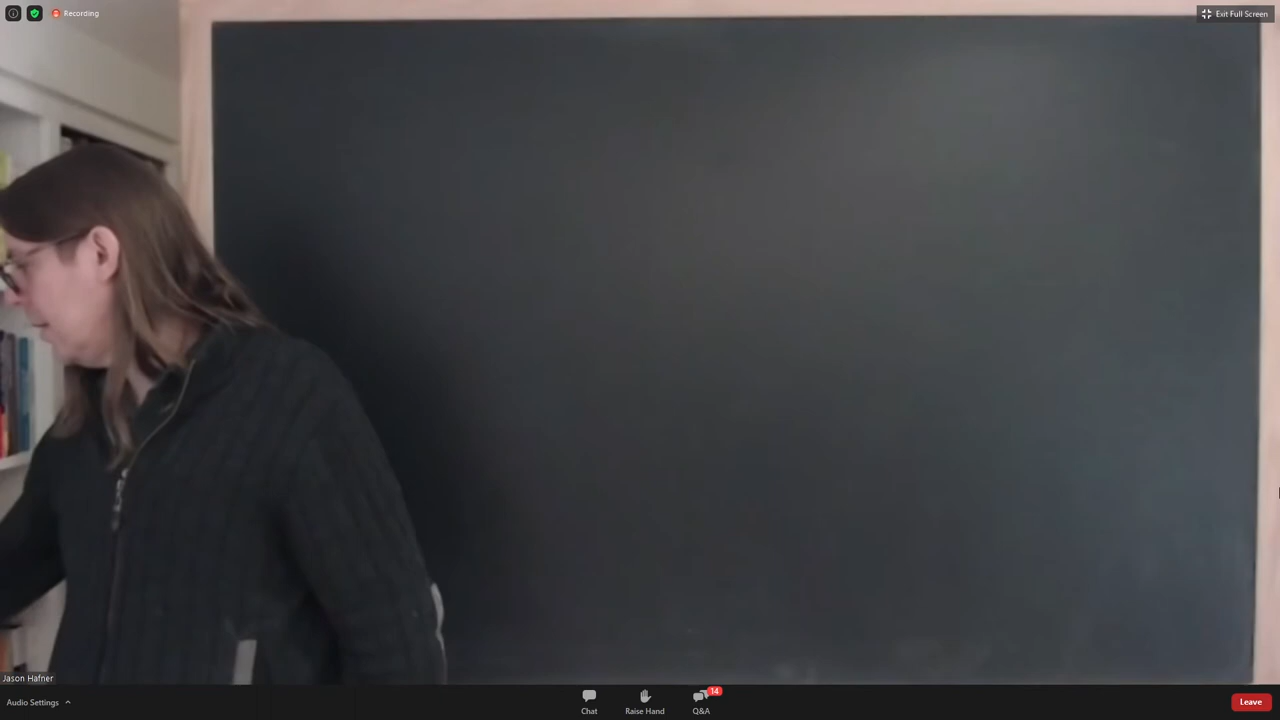 Recording
Exit Full Screen
Jason Hafner
Audio Settings
Chat
Raise Hand
Q&A
14
Leave